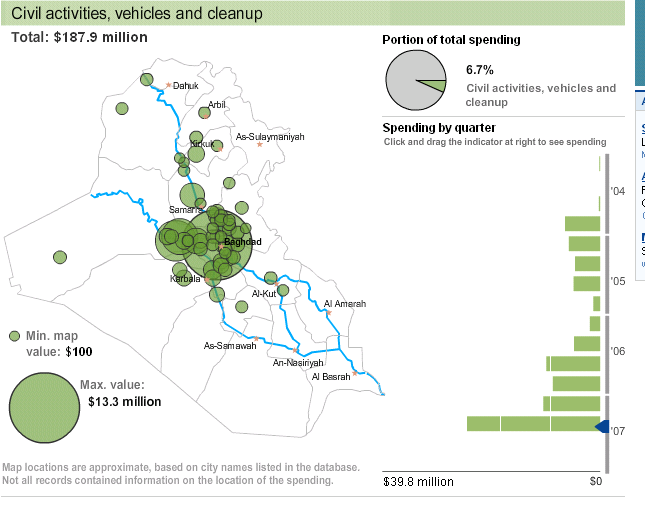 Civil activities, vehicles and cleanup
Total: $187.9 million
Dahuk
Arbil
Kirkuk
As-Sulaymaniyah
Samarra
Baghdad
Karbala
Al-Kut
Al Amarah
As-Samawah
An-Nasiriyah
Al Basrah
Min. map
value: $100
Max. value:
$13.3 million
Map locations are approximate, based on city names listed in the database.
Not all records contained information on the location of the spending.
Portion of total spending
6.7%
Civil activities, vehicles and
cleanup
Spending by quarter
Click and drag the indicator at right to see spending
'04
'05
'06
'07
$39.8 million
$0